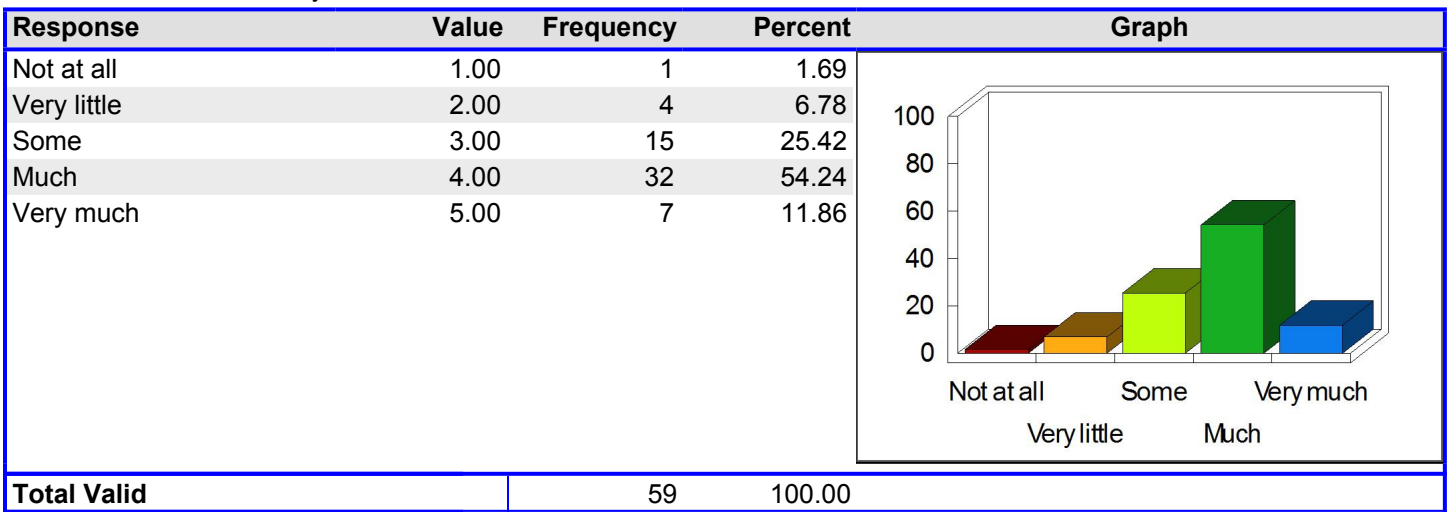 Response Value Frequency Percent Graph
Not at all 1.00 1 1.69
Very little 2.00 4 6.78
Some 3.00 15 25.42
Much 4.00 32 54.24
Very much 5.00 7 11.86
100
80
60
40
20
0
Not at all Some Very much
Very little Much
Total Valid 59 100.00